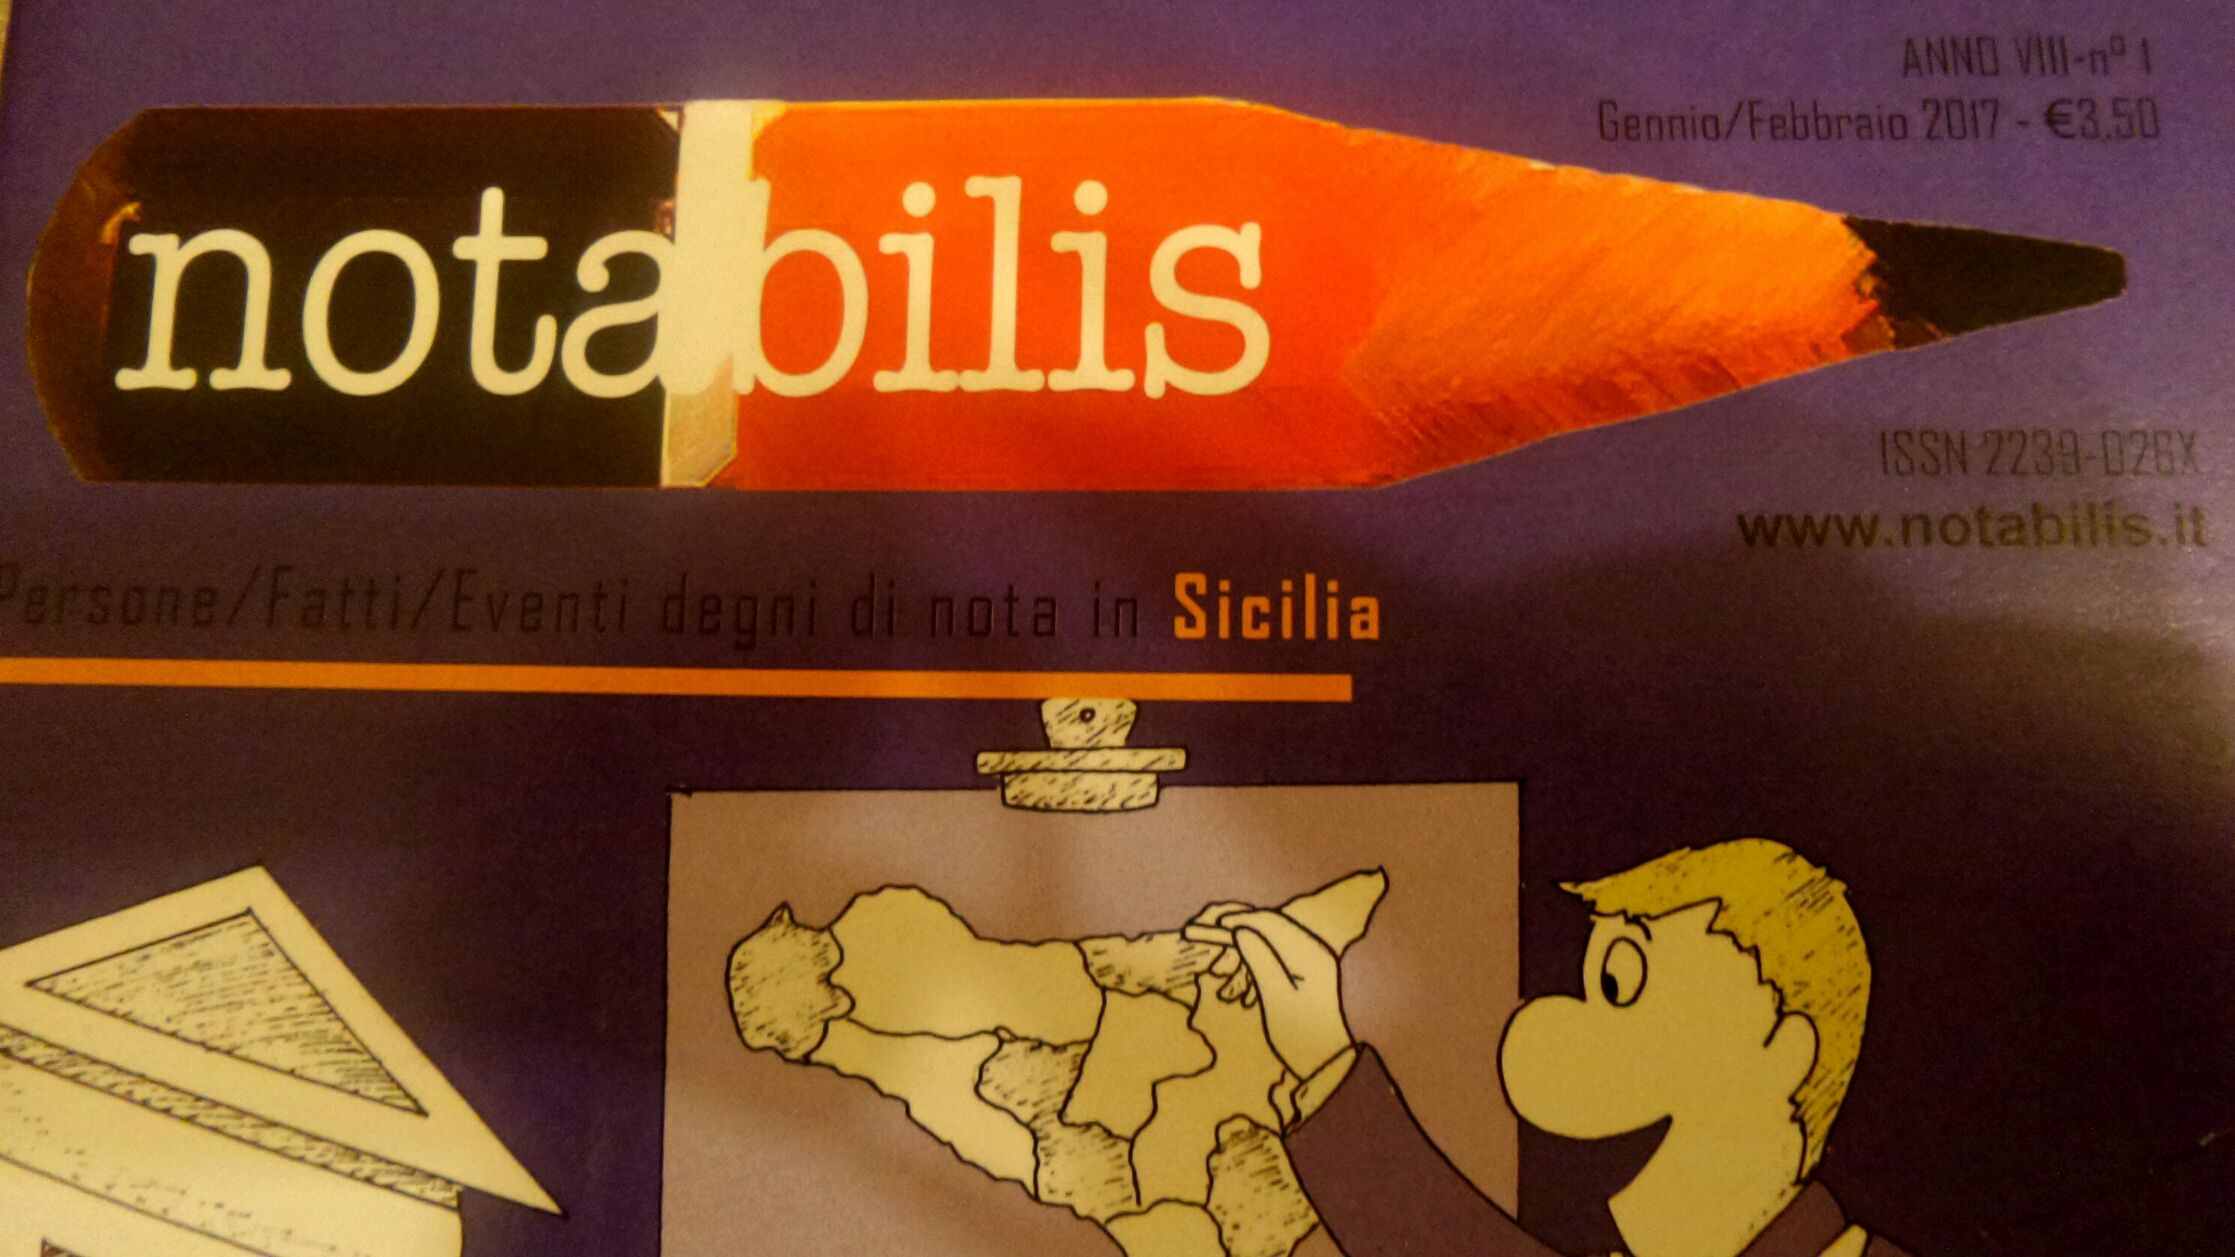 ANNO VIII-nº 1
Gennio/Febbraio 2017 - €3.50
notabilis
ISSN 2239-026X
www.notabilis.it
Persone/Fatti/Eventi degni di nota in Sicilia